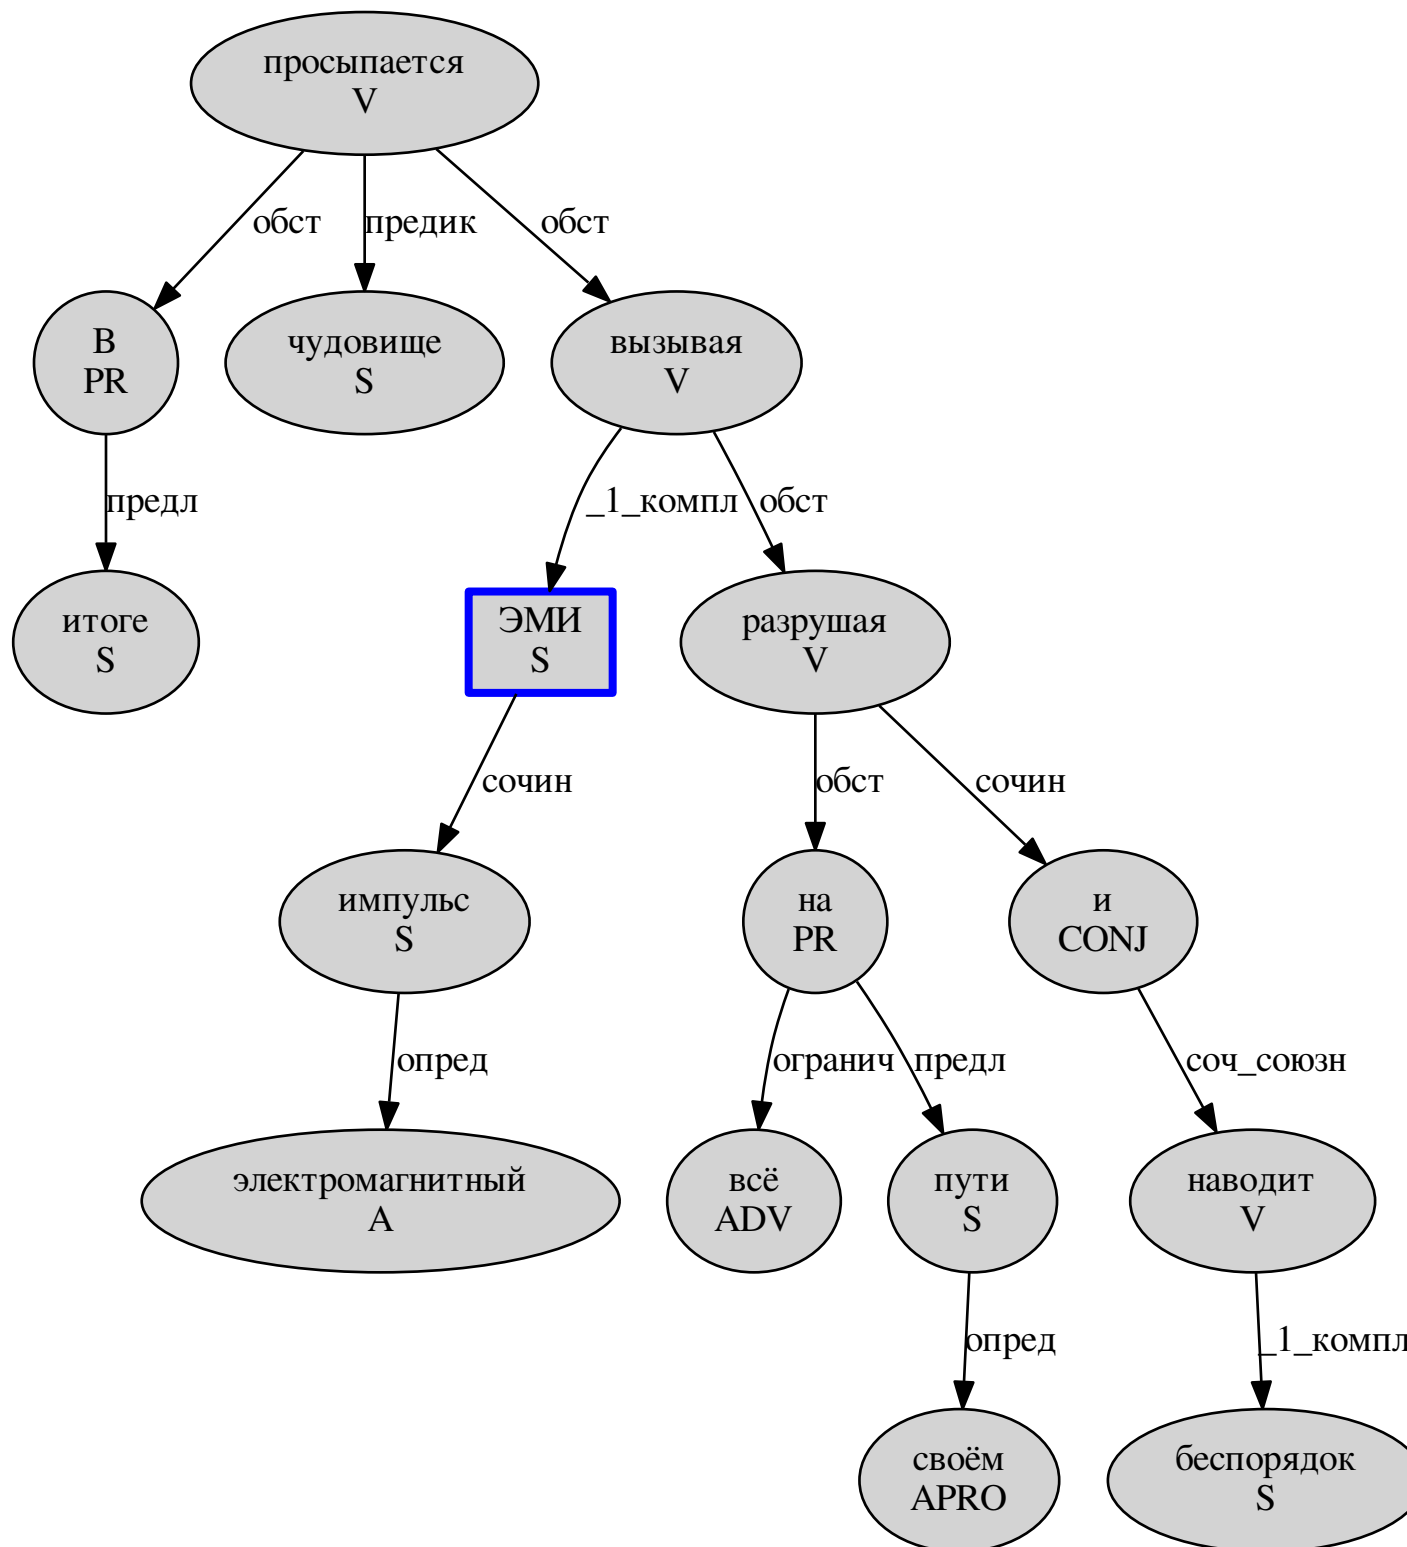 просыпается
V
обст
предик
обст
В
PR
чудовище
S
вызывая
V
предл
_1_компл
обст
итоге
S
ЭМИ
S
разрушая
V
сочин
обст
сочин
импульс
S
на
PR
и
CONJ
опред
огранич
предл
соч_союзн
электромагнитный
A
всё
ADV
пути
S
наводит
V
опред
_1_компл
своём
APRO
беспорядок
S